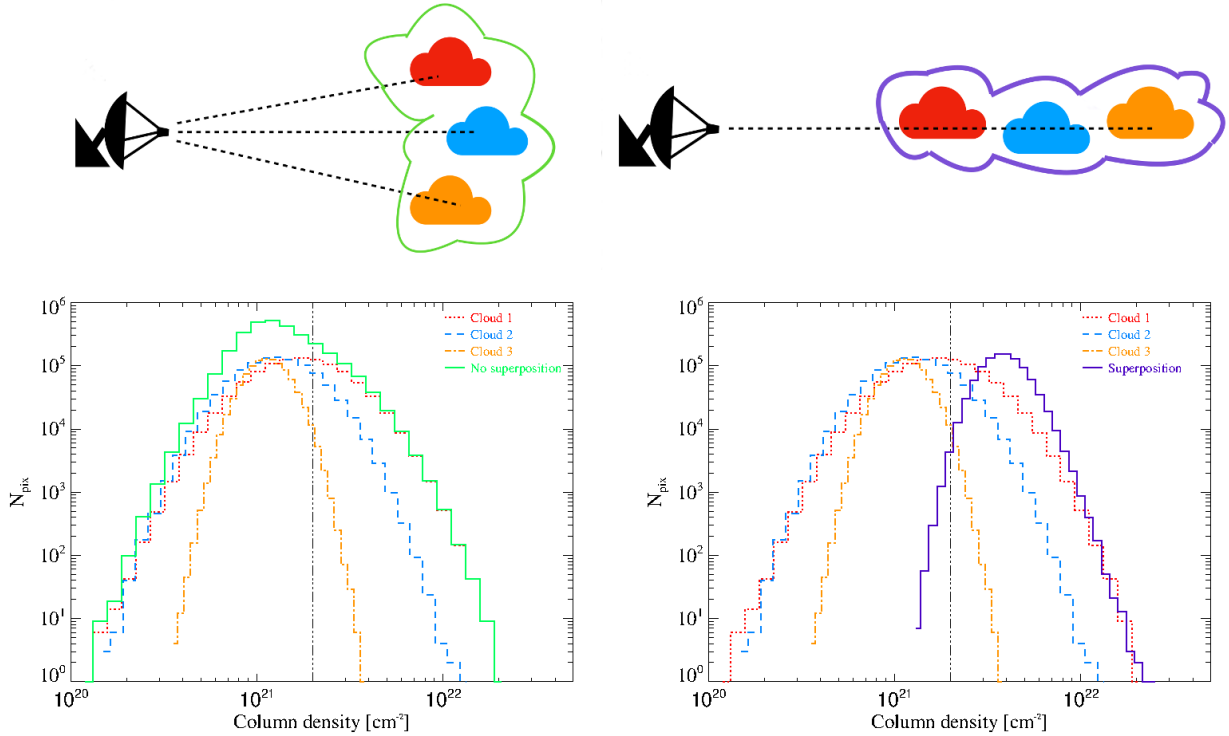 10⁶
10⁵
10⁴
10³
10²
10¹
10⁰
N_pix
Cloud 1
Cloud 2
Cloud 3
No superposition
10²⁰
10²¹
10²²
Column density [cm⁻²]
10⁶
10⁵
10⁴
10³
10²
10¹
10⁰
N_pix
Cloud 1
Cloud 2
Cloud 3
Superposition
10²⁰
10²¹
10²²
Column density [cm⁻²]